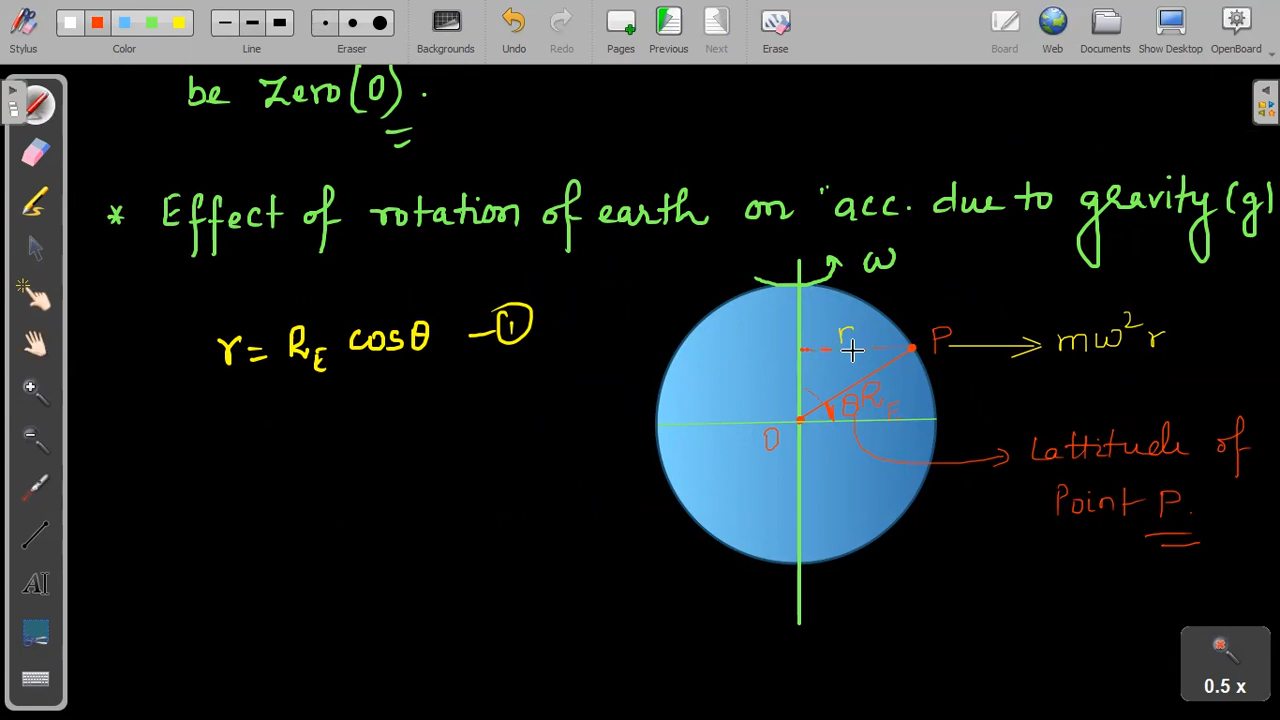 Stylus
Color
Line
Eraser
Backgrounds
Undo
Redo
Pages
Previous
Next
Erase
Board
Web
Documents
Show Desktop
OpenBoard
be Zero(0).
* Effect of rotation of earth on "acc. due to gravity (g)
ω
r = R_E cosθ —①
r
P
mω²r
θ
R_E
O
Lattitude of
Point P.
0.5 x